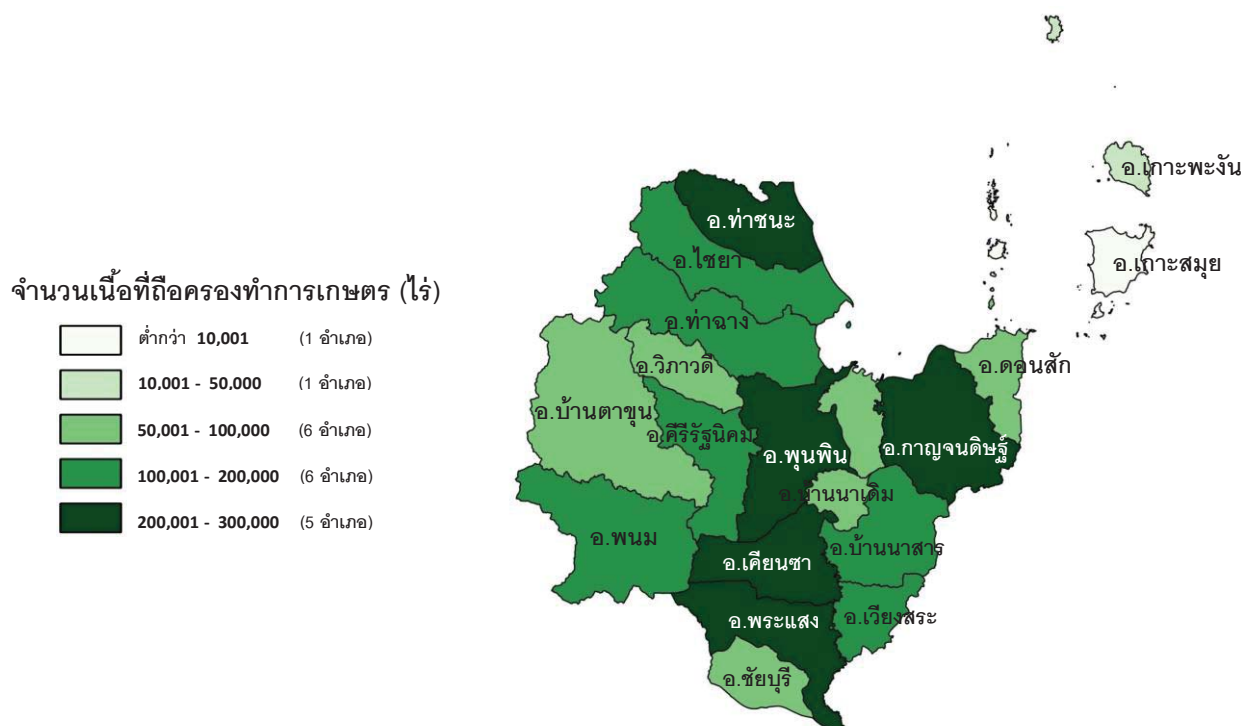 อ.เกาะพะงัน
อ.ท่าชนะ
อ.ไชยา
อ.เกาะสมุย
จำนวนเนื้อที่ถือครองทำการเกษตร (ไร่)
ต่ำกว่า 10,001 (1 อำเภอ)
10,001 - 50,000 (1 อำเภอ)
50,001 - 100,000 (6 อำเภอ)
100,001 - 200,000 (6 อำเภอ)
200,001 - 300,000 (5 อำเภอ)
อ.ท่าฉาง
อ.วิภาวดี
อ.ดอนสัก
อ.บ้านตาขุน
อ.คีรีรัฐนิคม
อ.พุนพิน
อ.กาญจนดิษฐ์
อ.บ้านนาเดิม
อ.พนม
อ.บ้านนาสาร
อ.เคียนซา
อ.พระแสง
อ.เวียงสระ
อ.ชัยบุรี